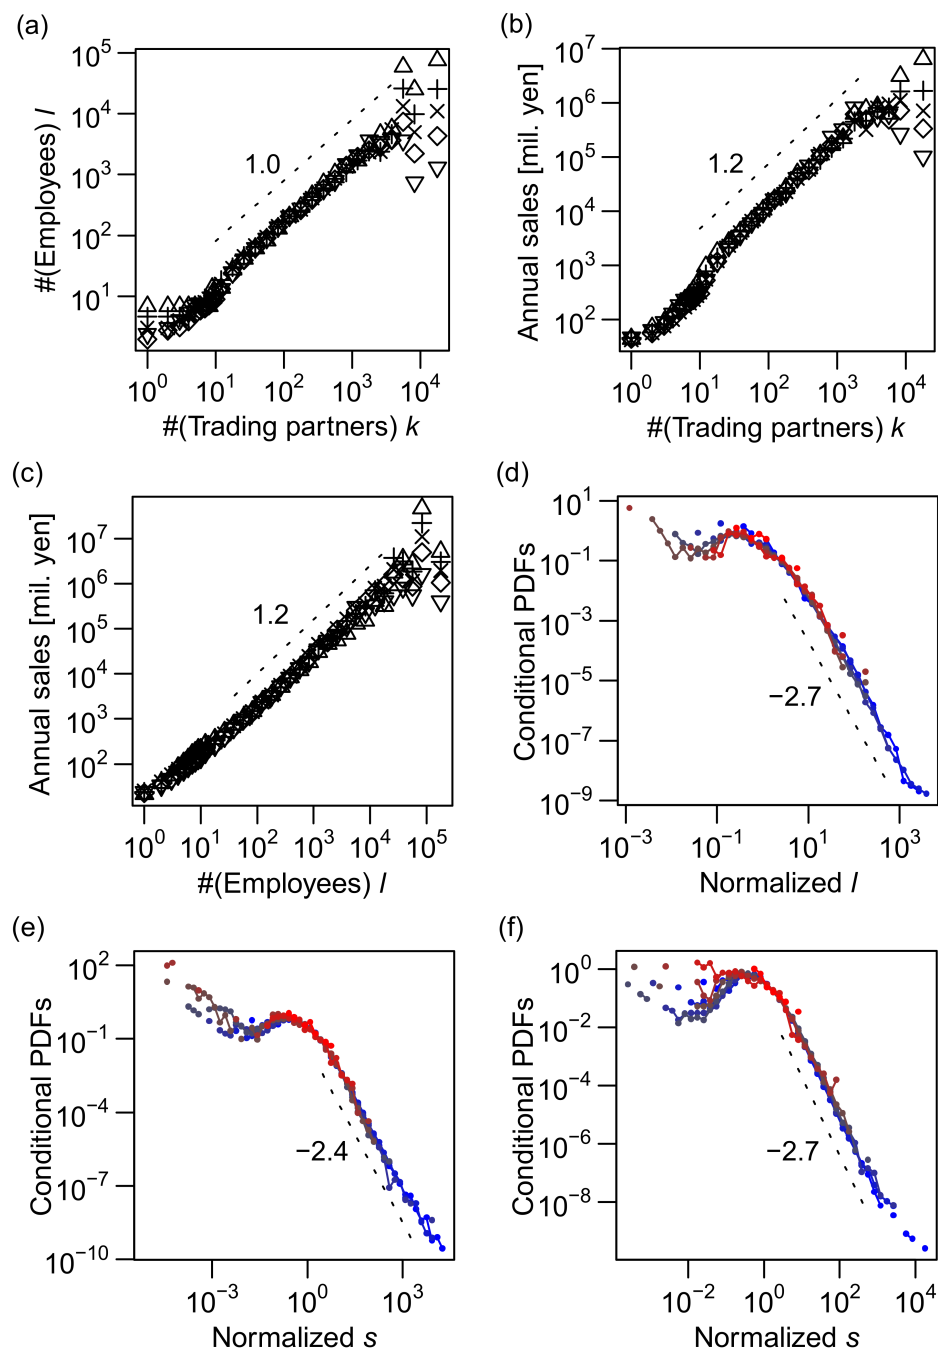 (a)
#(Employees) l
10^5
10^4
10^3
10^2
10^1
1.0
10^0 10^1 10^2 10^3 10^4
#(Trading partners) k
(b)
Annual sales [mil. yen]
10^7
10^6
10^5
10^4
10^3
10^2
1.2
10^0 10^1 10^2 10^3 10^4
#(Trading partners) k
(c)
Annual sales [mil. yen]
10^7
10^6
10^5
10^4
10^3
10^2
1.2
10^0 10^1 10^2 10^3 10^4 10^5
#(Employees) l
(d)
Conditional PDFs
10^1
10^−1
10^−3
10^−5
10^−7
10^−9
−2.7
10^−3 10^−1 10^1 10^3
Normalized l
(e)
Conditional PDFs
10^2
10^−1
10^−4
10^−7
10^−10
−2.4
10^−3 10^0 10^3
Normalized s
(f)
Conditional PDFs
10^0
10^−2
10^−4
10^−6
10^−8
−2.7
10^−2 10^0 10^2 10^4
Normalized s